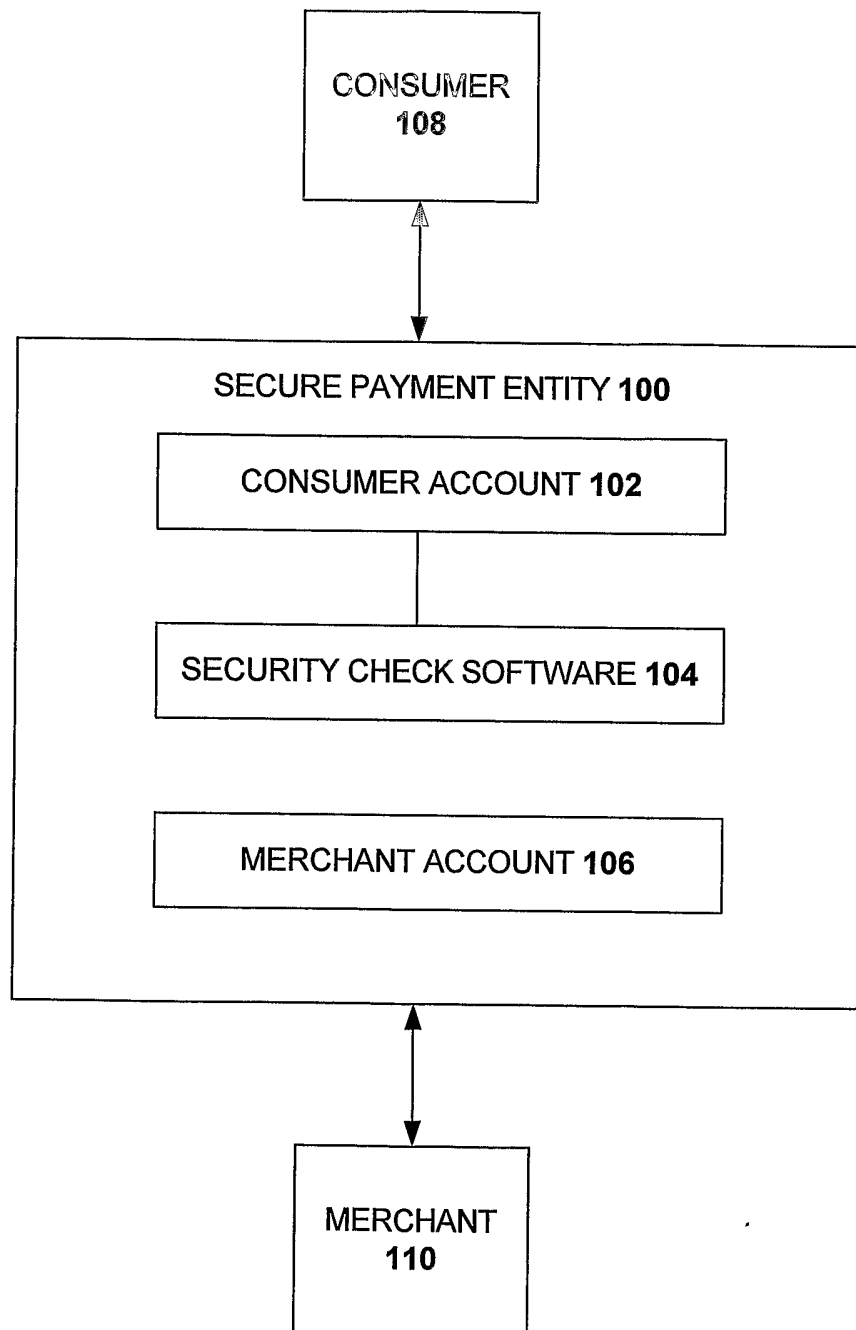 CONSUMER
108
SECURE PAYMENT ENTITY 100
CONSUMER ACCOUNT 102
SECURITY CHECK SOFTWARE 104
MERCHANT ACCOUNT 106
MERCHANT
110